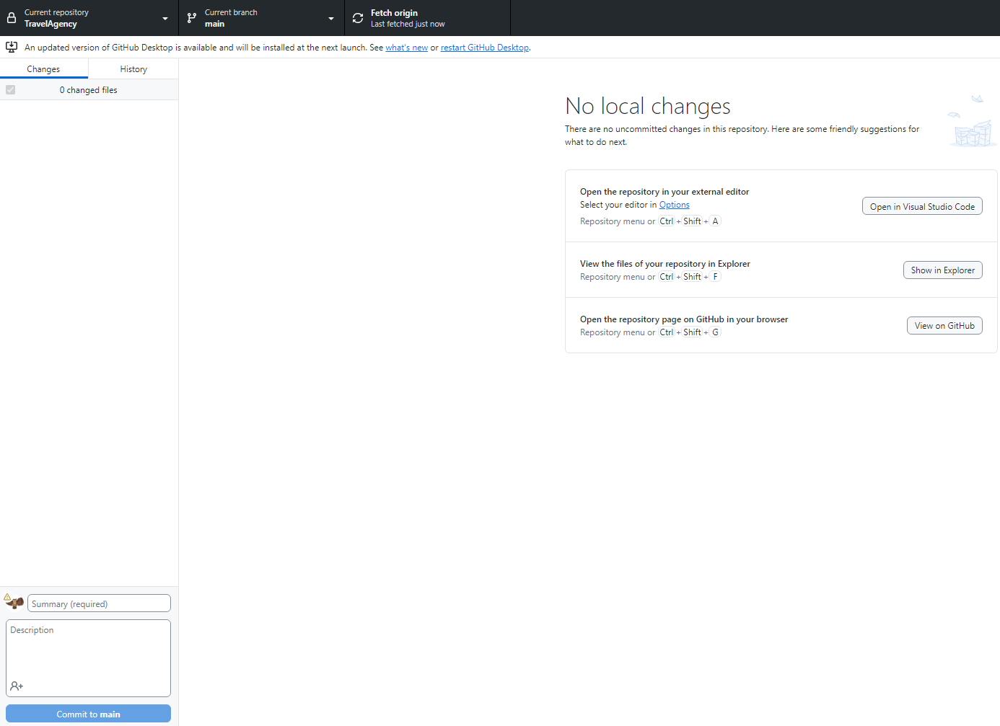 Current repository
TravelAgency
Current branch
main
Fetch origin
Last fetched just now
An updated version of GitHub Desktop is available and will be installed at the next launch. See what's new or restart GitHub Desktop.
Changes
History
0 changed files
No local changes
There are no uncommitted changes in this repository. Here are some friendly suggestions for
what to do next.
Open the repository in your external editor
Select your editor in Options
Repository menu or Ctrl + Shift + A
Open in Visual Studio Code
View the files of your repository in Explorer
Repository menu or Ctrl + Shift + F
Show in Explorer
Open the repository page on GitHub in your browser
Repository menu or Ctrl + Shift + G
View on GitHub
Summary (required)
Description
Commit to main